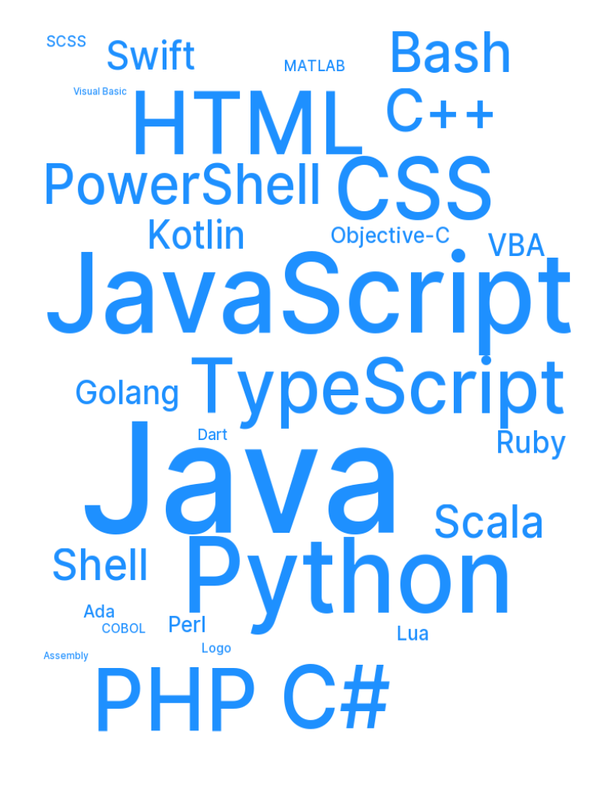 SCSS
Swift
MATLAB
Bash
Visual Basic
HTML
C++
PowerShell
CSS
Kotlin
Objective-C
VBA
JavaScript
Golang
TypeScript
Dart
Ruby
Java
Scala
Shell
Python
Ada
COBOL
Perl
Lua
Logo
Assembly
PHP
C#